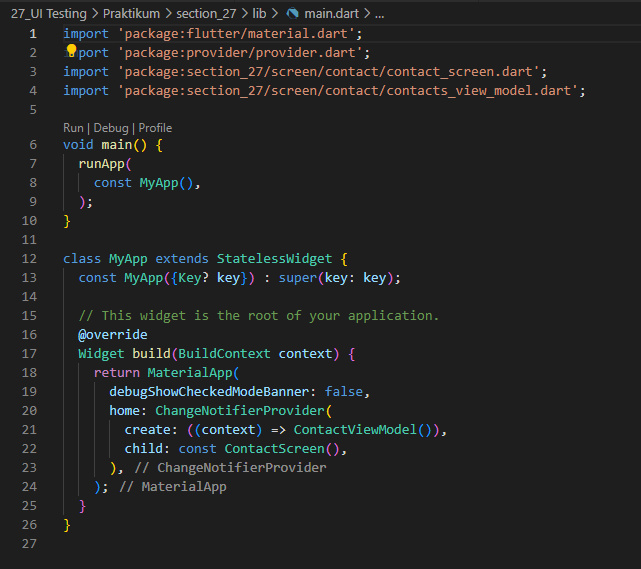 27_UI Testing > Praktikum > section_27 > lib > main.dart > ...
1 import 'package:flutter/material.dart';
2 import 'package:provider/provider.dart';
3 import 'package:section_27/screen/contact/contact_screen.dart';
4 import 'package:section_27/screen/contact/contacts_view_model.dart';
5
Run | Debug | Profile
6 void main() {
7   runApp(
8     const MyApp(),
9   );
10 }
11
12 class MyApp extends StatelessWidget {
13   const MyApp({Key? key}) : super(key: key);
14
15   // This widget is the root of your application.
16   @override
17   Widget build(BuildContext context) {
18     return MaterialApp(
19       debugShowCheckedModeBanner: false,
20       home: ChangeNotifierProvider(
21         create: ((context) => ContactViewModel()),
22         child: const ContactScreen(),
23       ), // ChangeNotifierProvider
24     ); // MaterialApp
25   }
26 }
27